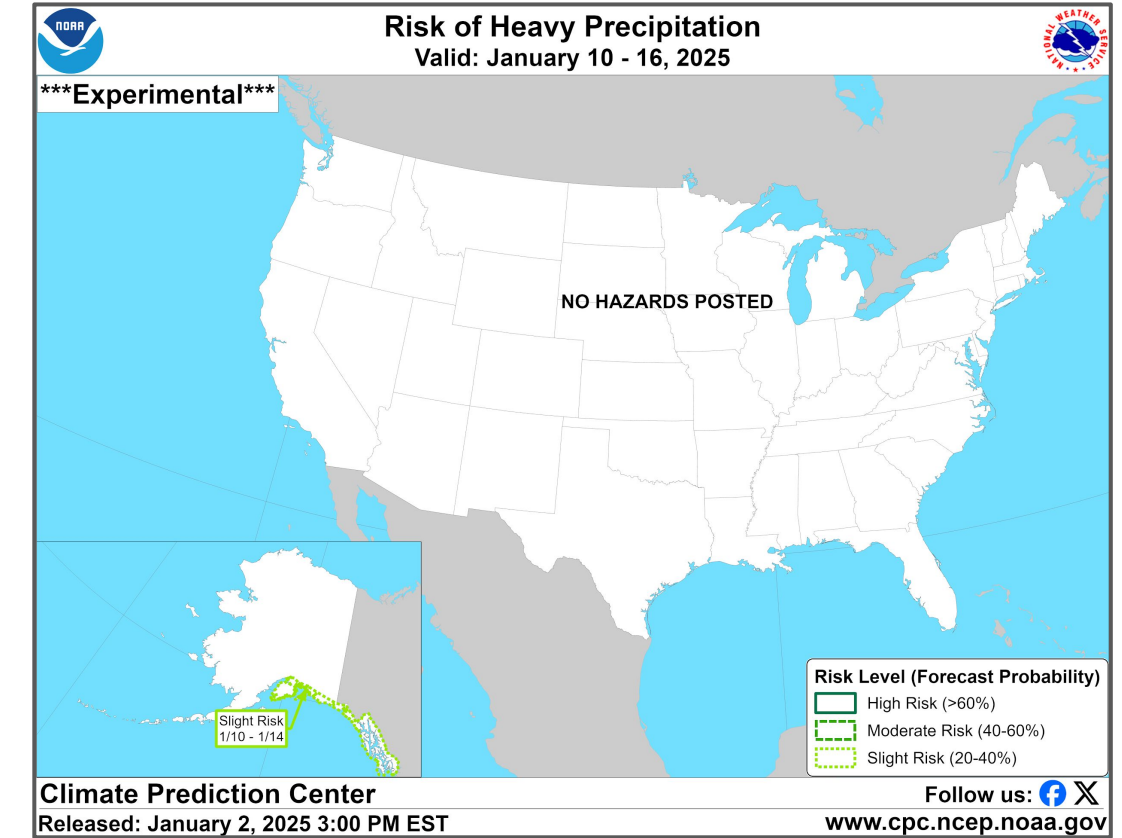 NOAA
Risk of Heavy Precipitation
Valid: January 10 - 16, 2025
NATIONAL WEATHER SERVICE
***Experimental***
NO HAZARDS POSTED
Slight Risk
1/10 - 1/14
Risk Level (Forecast Probability)
High Risk (>60%)
Moderate Risk (40-60%)
Slight Risk (20-40%)
Climate Prediction Center
Follow us:
Released: January 2, 2025 3:00 PM EST
www.cpc.ncep.noaa.gov